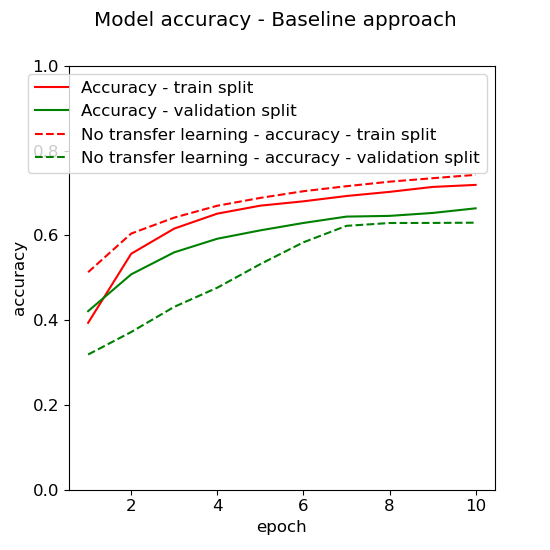 Model accuracy - Baseline approach
1.0
Accuracy - train split
Accuracy - validation split
No transfer learning - accuracy - train split
0.8
No transfer learning - accuracy - validation split
0.6
accuracy
0.4
0.2
0.0
2 4 6 8 10
epoch